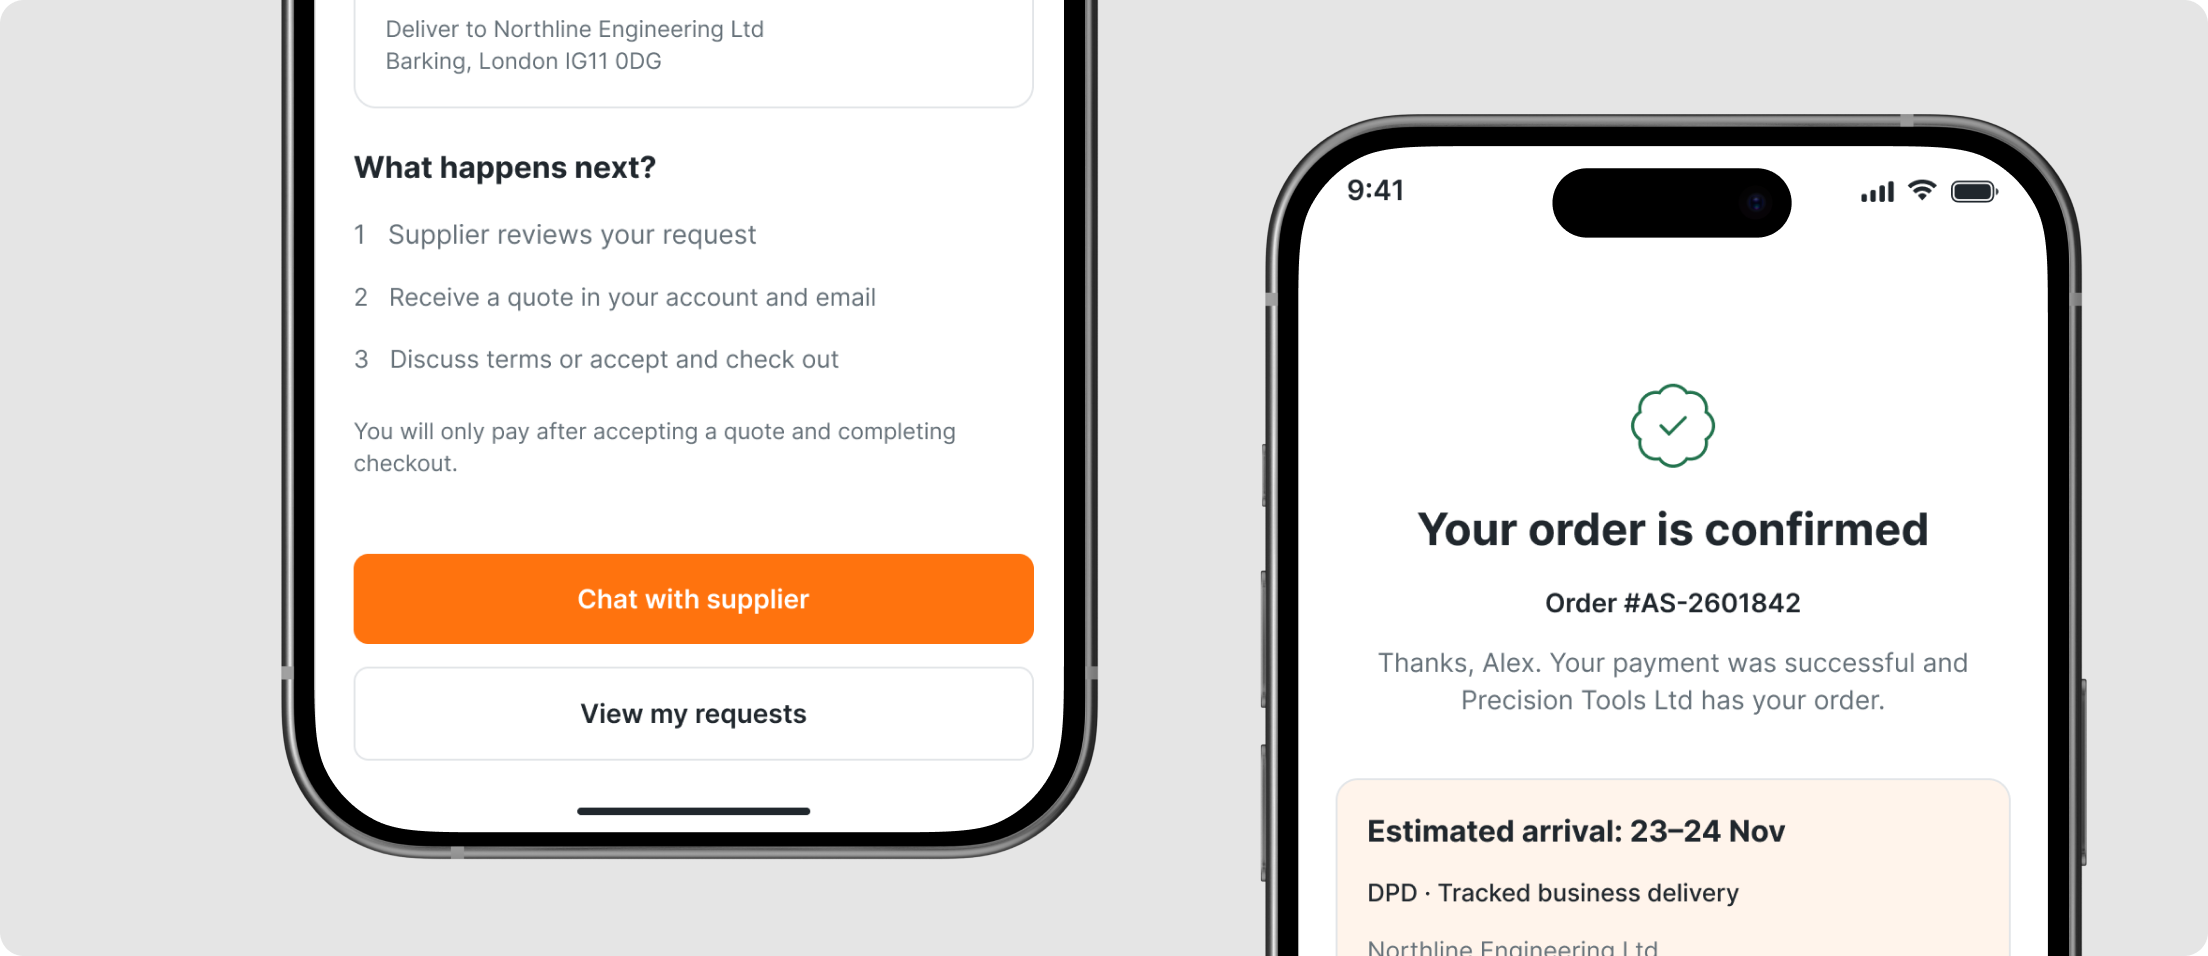 Deliver to Northline Engineering Ltd
Barking, London IG11 0DG
What happens next?
1 Supplier reviews your request
2 Receive a quote in your account and email
3 Discuss terms or accept and check out
You will only pay after accepting a quote and completing
checkout.
Chat with supplier
View my requests
9:41
Your order is confirmed
Order #AS-2601842
Thanks, Alex. Your payment was successful and
Precision Tools Ltd has your order.
Estimated arrival: 23–24 Nov
DPD · Tracked business delivery
Northline Engineering Ltd